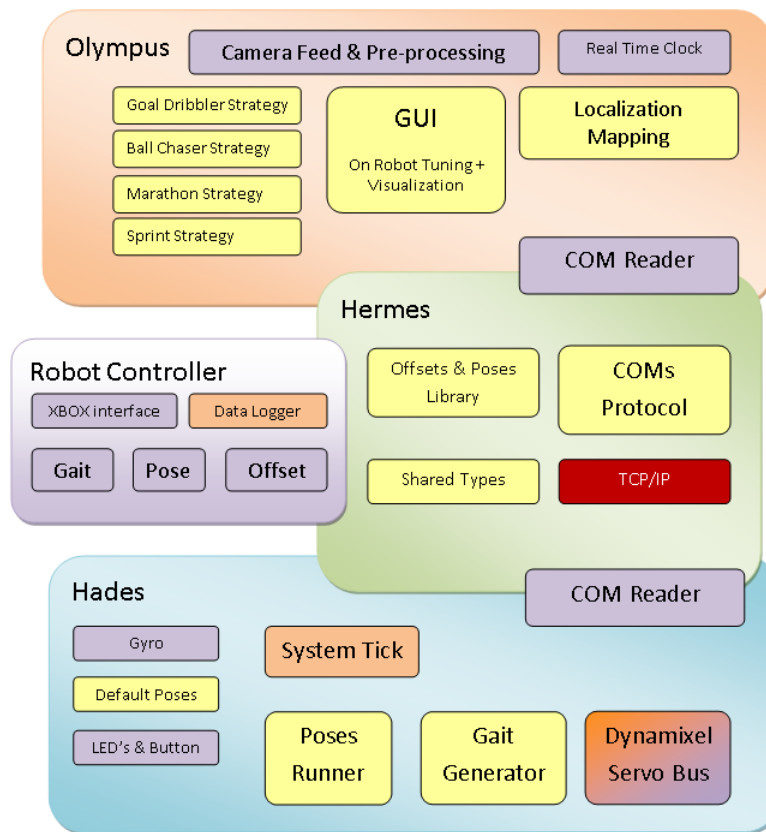 Olympus
Camera Feed & Pre-processing
Real Time Clock
Goal Dribbler Strategy
Ball Chaser Strategy
Marathon Strategy
Sprint Strategy
GUI
On Robot Tuning +
Visualization
Localization
Mapping
COM Reader
Hermes
Offsets & Poses
Library
COMs
Protocol
Shared Types
TCP/IP
Robot Controller
XBOX interface
Data Logger
Gait
Pose
Offset
COM Reader
Hades
Gyro
Default Poses
LED's & Button
System Tick
Poses
Runner
Gait
Generator
Dynamixel
Servo Bus